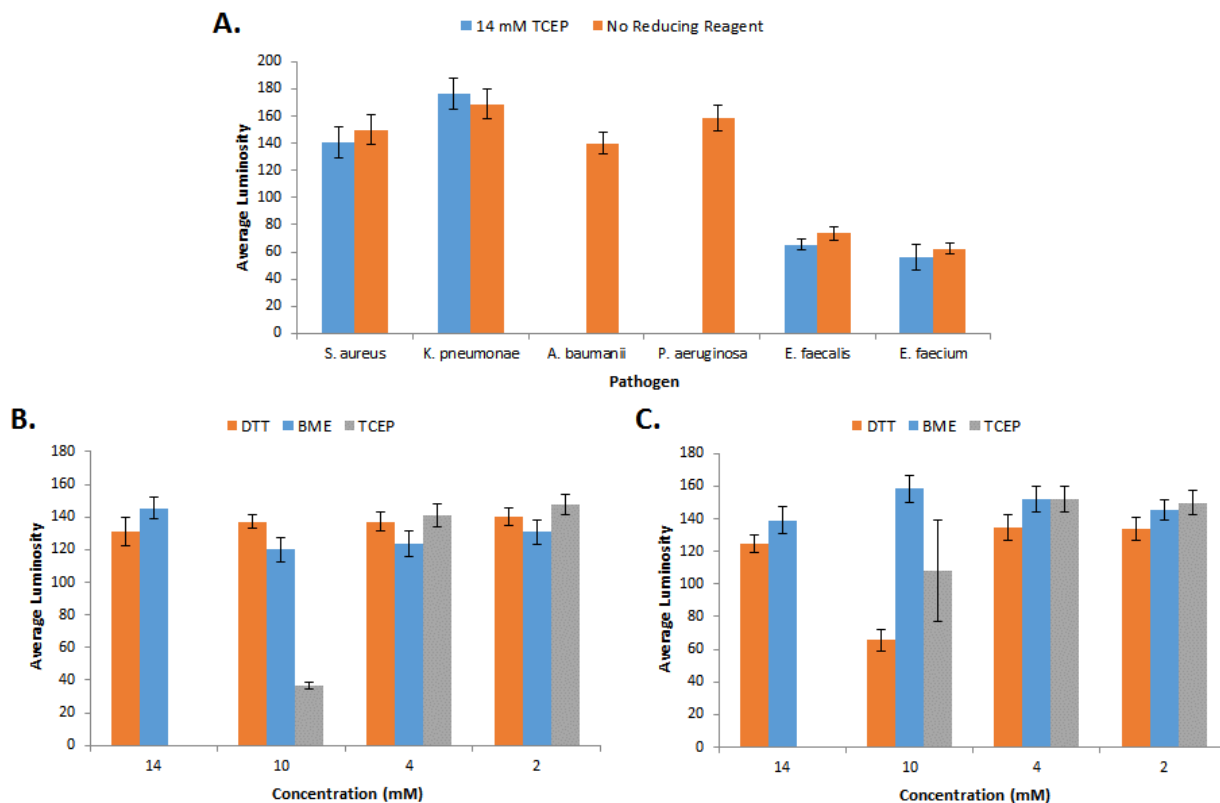 A.
14 mM TCEP No Reducing Reagent
Average Luminosity
200
180
160
140
120
100
80
60
40
20
0
S. aureus K. pneumonae A. baumanii P. aeruginosa E. faecalis E. faecium
Pathogen
B.
DTT BME TCEP
Average Luminosity
180
160
140
120
100
80
60
40
20
0
14 10 4 2
Concentration (mM)
C.
DTT BME TCEP
Average Luminosity
180
160
140
120
100
80
60
40
20
0
14 10 4 2
Concentration (mM)